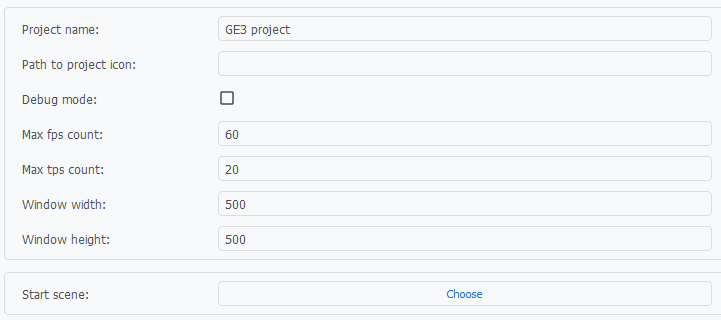 Project name: GE3 project
Path to project icon:
Debug mode:
Max fps count: 60
Max tps count: 20
Window width: 500
Window height: 500
Start scene: Choose